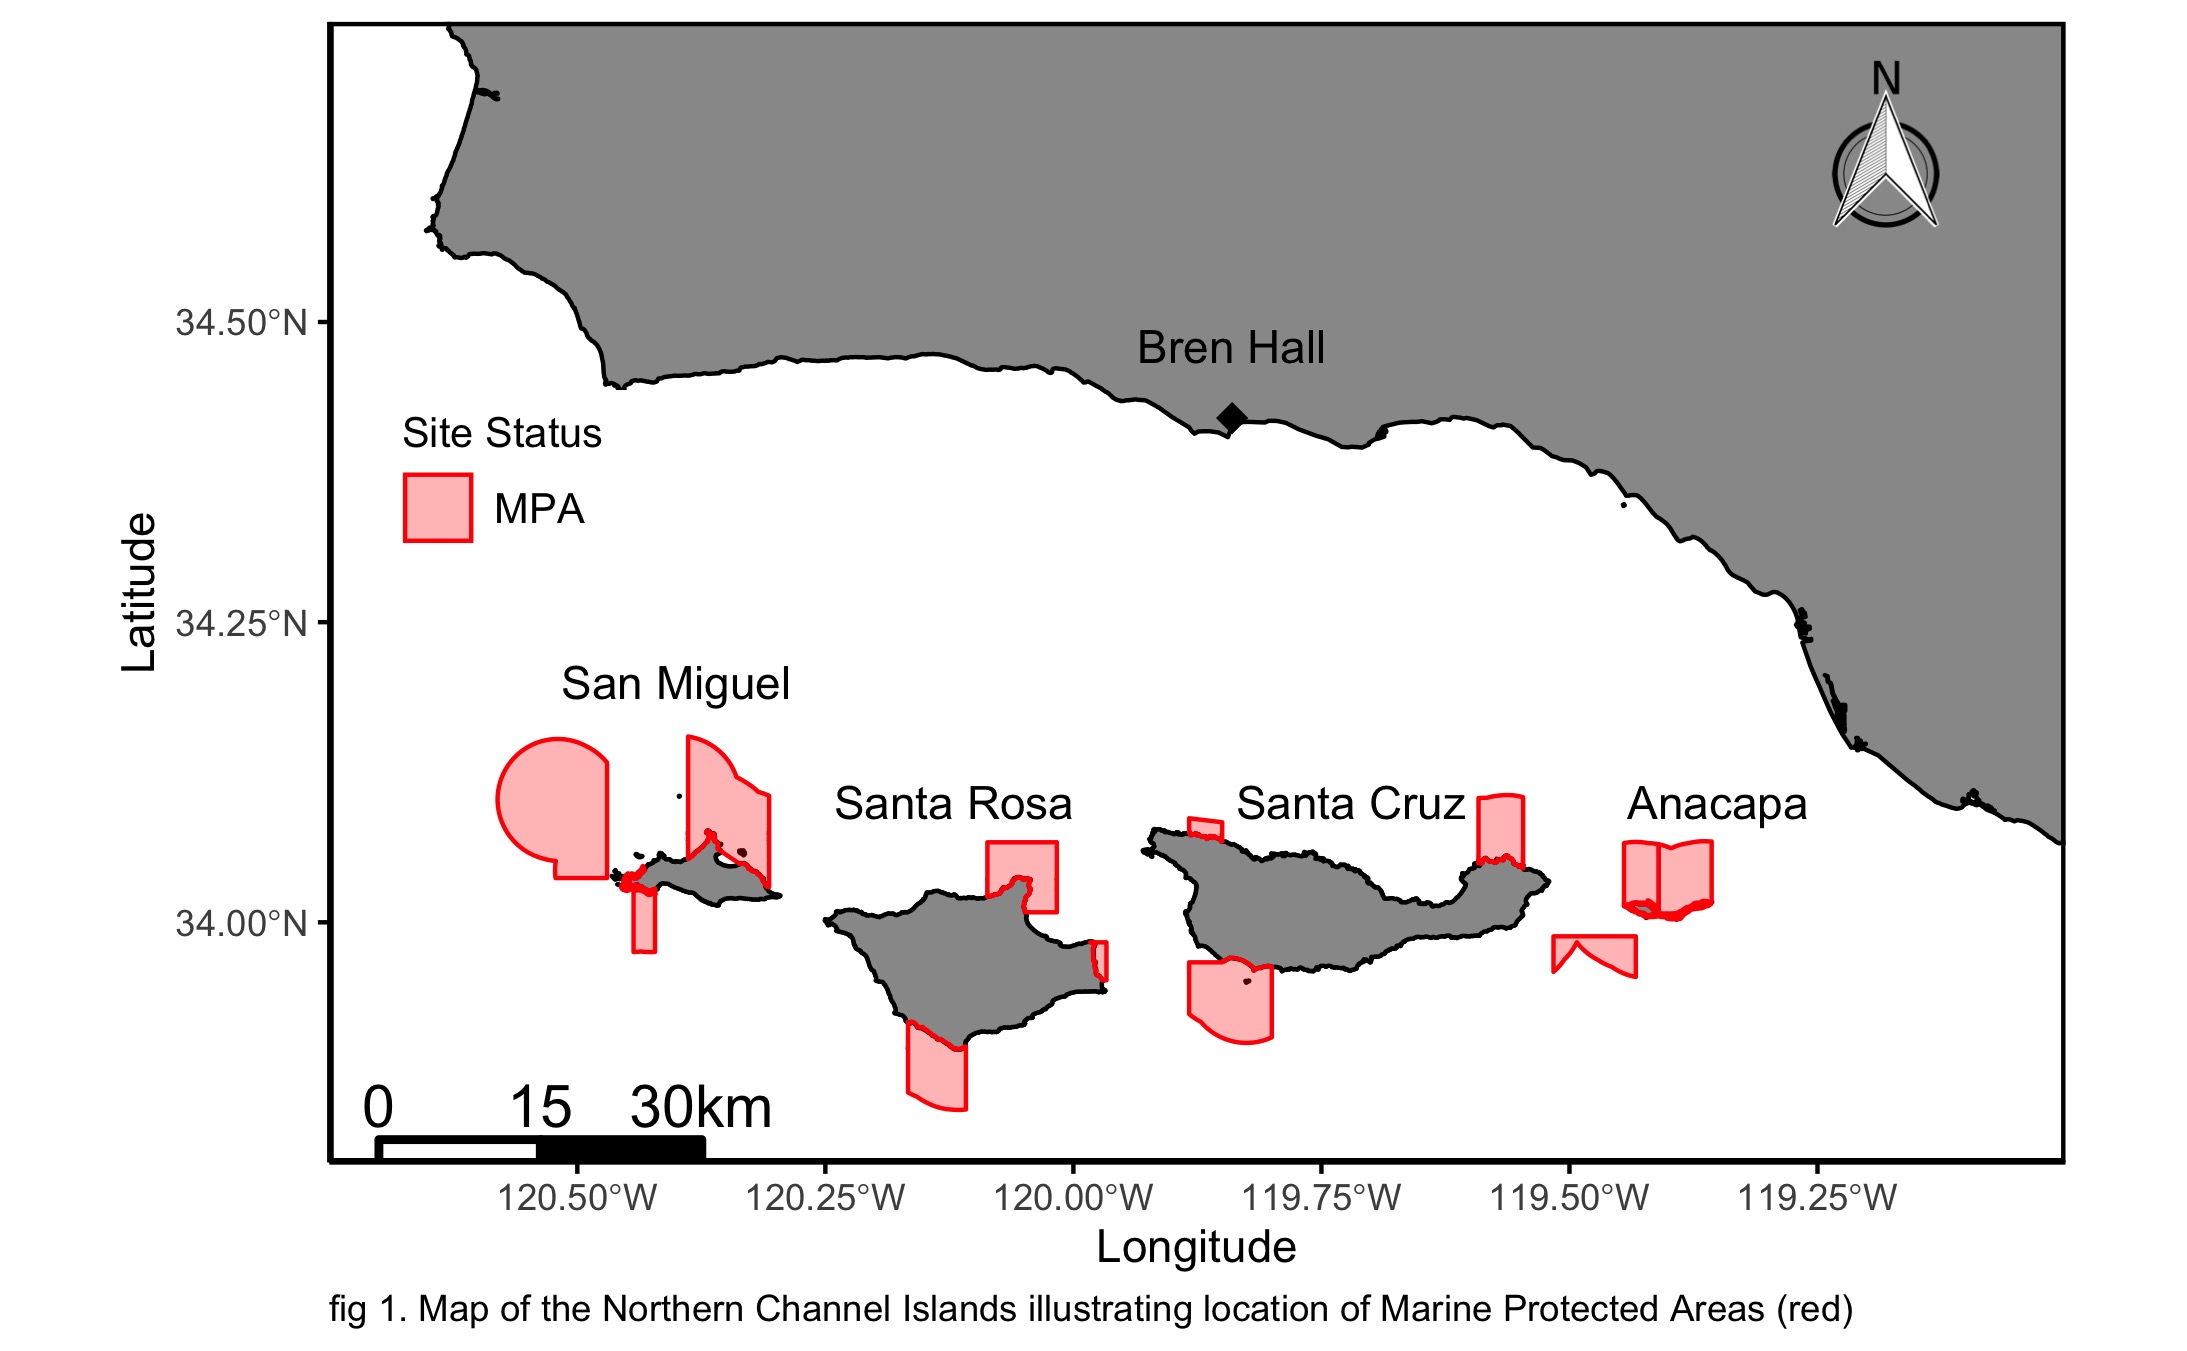 N
34.50°N
Bren Hall
Site Status
MPA
Latitude
34.25°N
San Miguel
Santa Rosa
Santa Cruz
Anacapa
34.00°N
0 15 30km
120.50°W 120.25°W 120.00°W 119.75°W 119.50°W 119.25°W
Longitude
fig 1. Map of the Northern Channel Islands illustrating location of Marine Protected Areas (red)